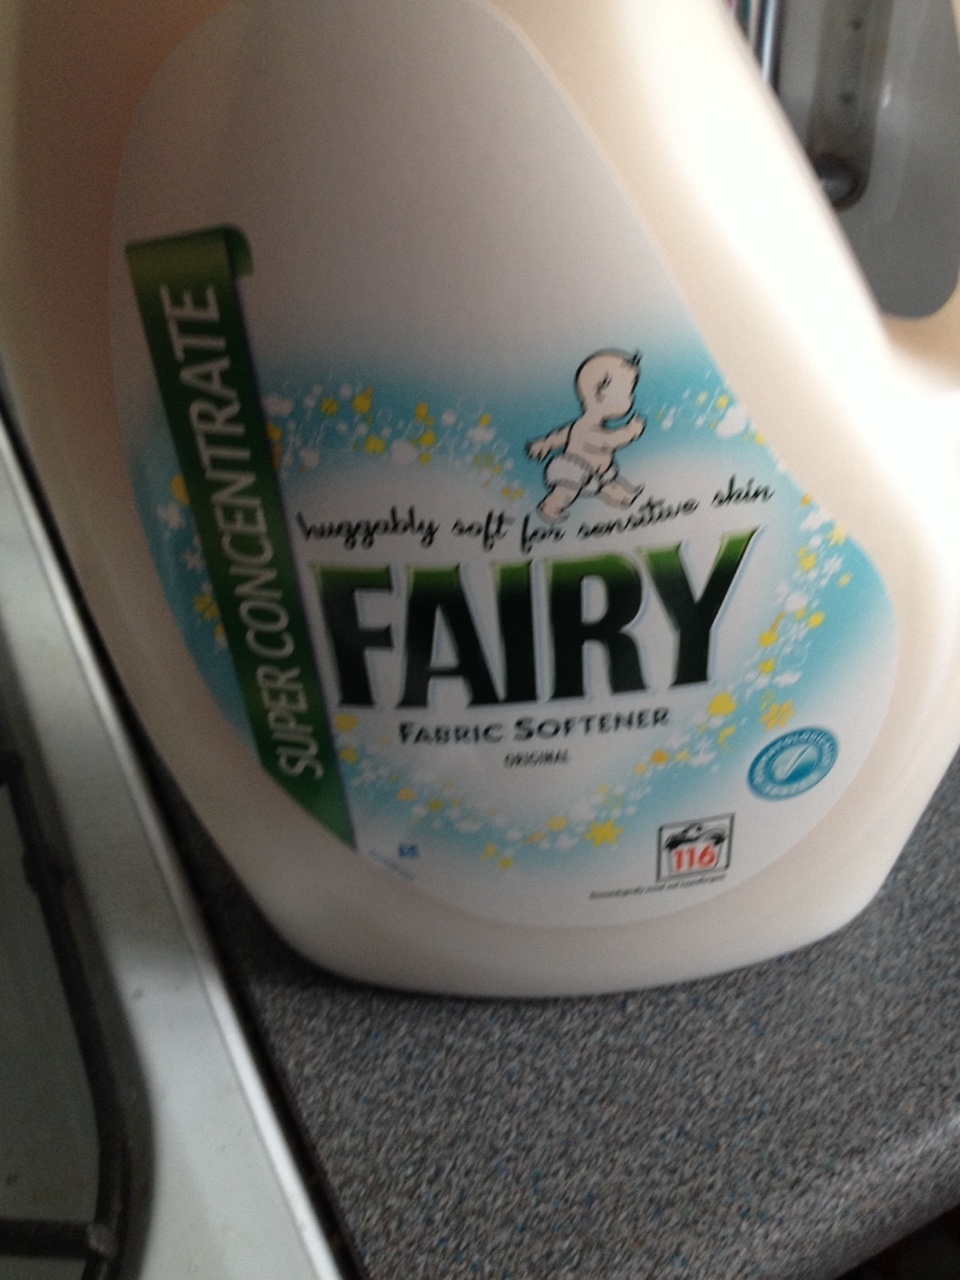 SUPER CONCENTRATE
huggably soft for sensitive skin
FAIRY
FABRIC SOFTENER
ORIGINAL
116